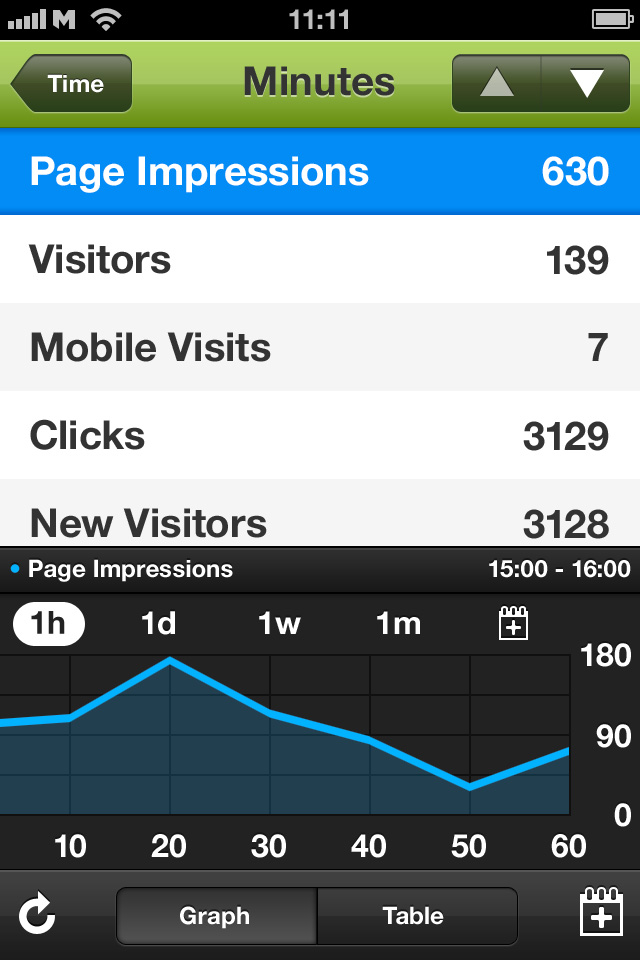 M 11:11
Time Minutes
Page Impressions 630
Visitors 139
Mobile Visits 7
Clicks 3129
New Visitors 3128
Page Impressions 15:00 - 16:00
1h 1d 1w 1m
180
90
0
10 20 30 40 50 60
Graph Table